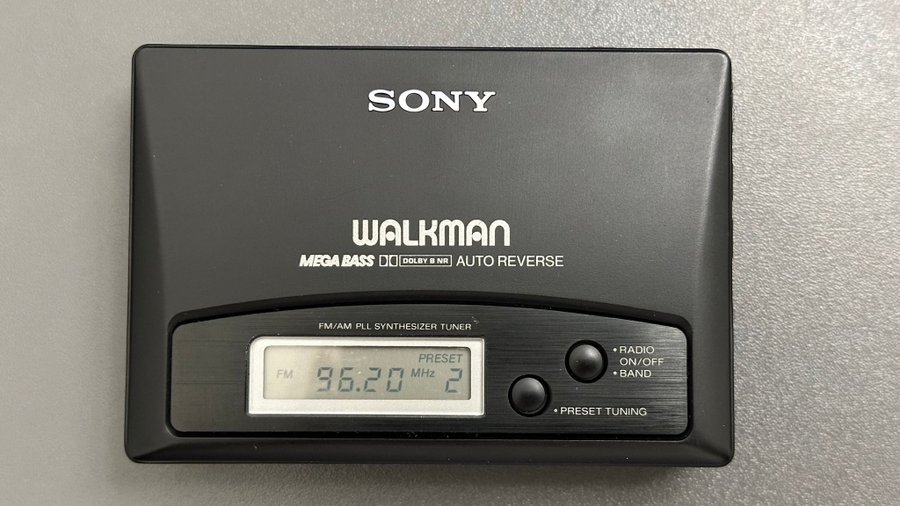 SONY
WALKMAN
MEGA BASS DOLBY B NR AUTO REVERSE
FM/AM PLL SYNTHESIZER TUNER
PRESET
FM 96.20 MHz 2
• RADIO
ON/OFF
• BAND
• PRESET TUNING